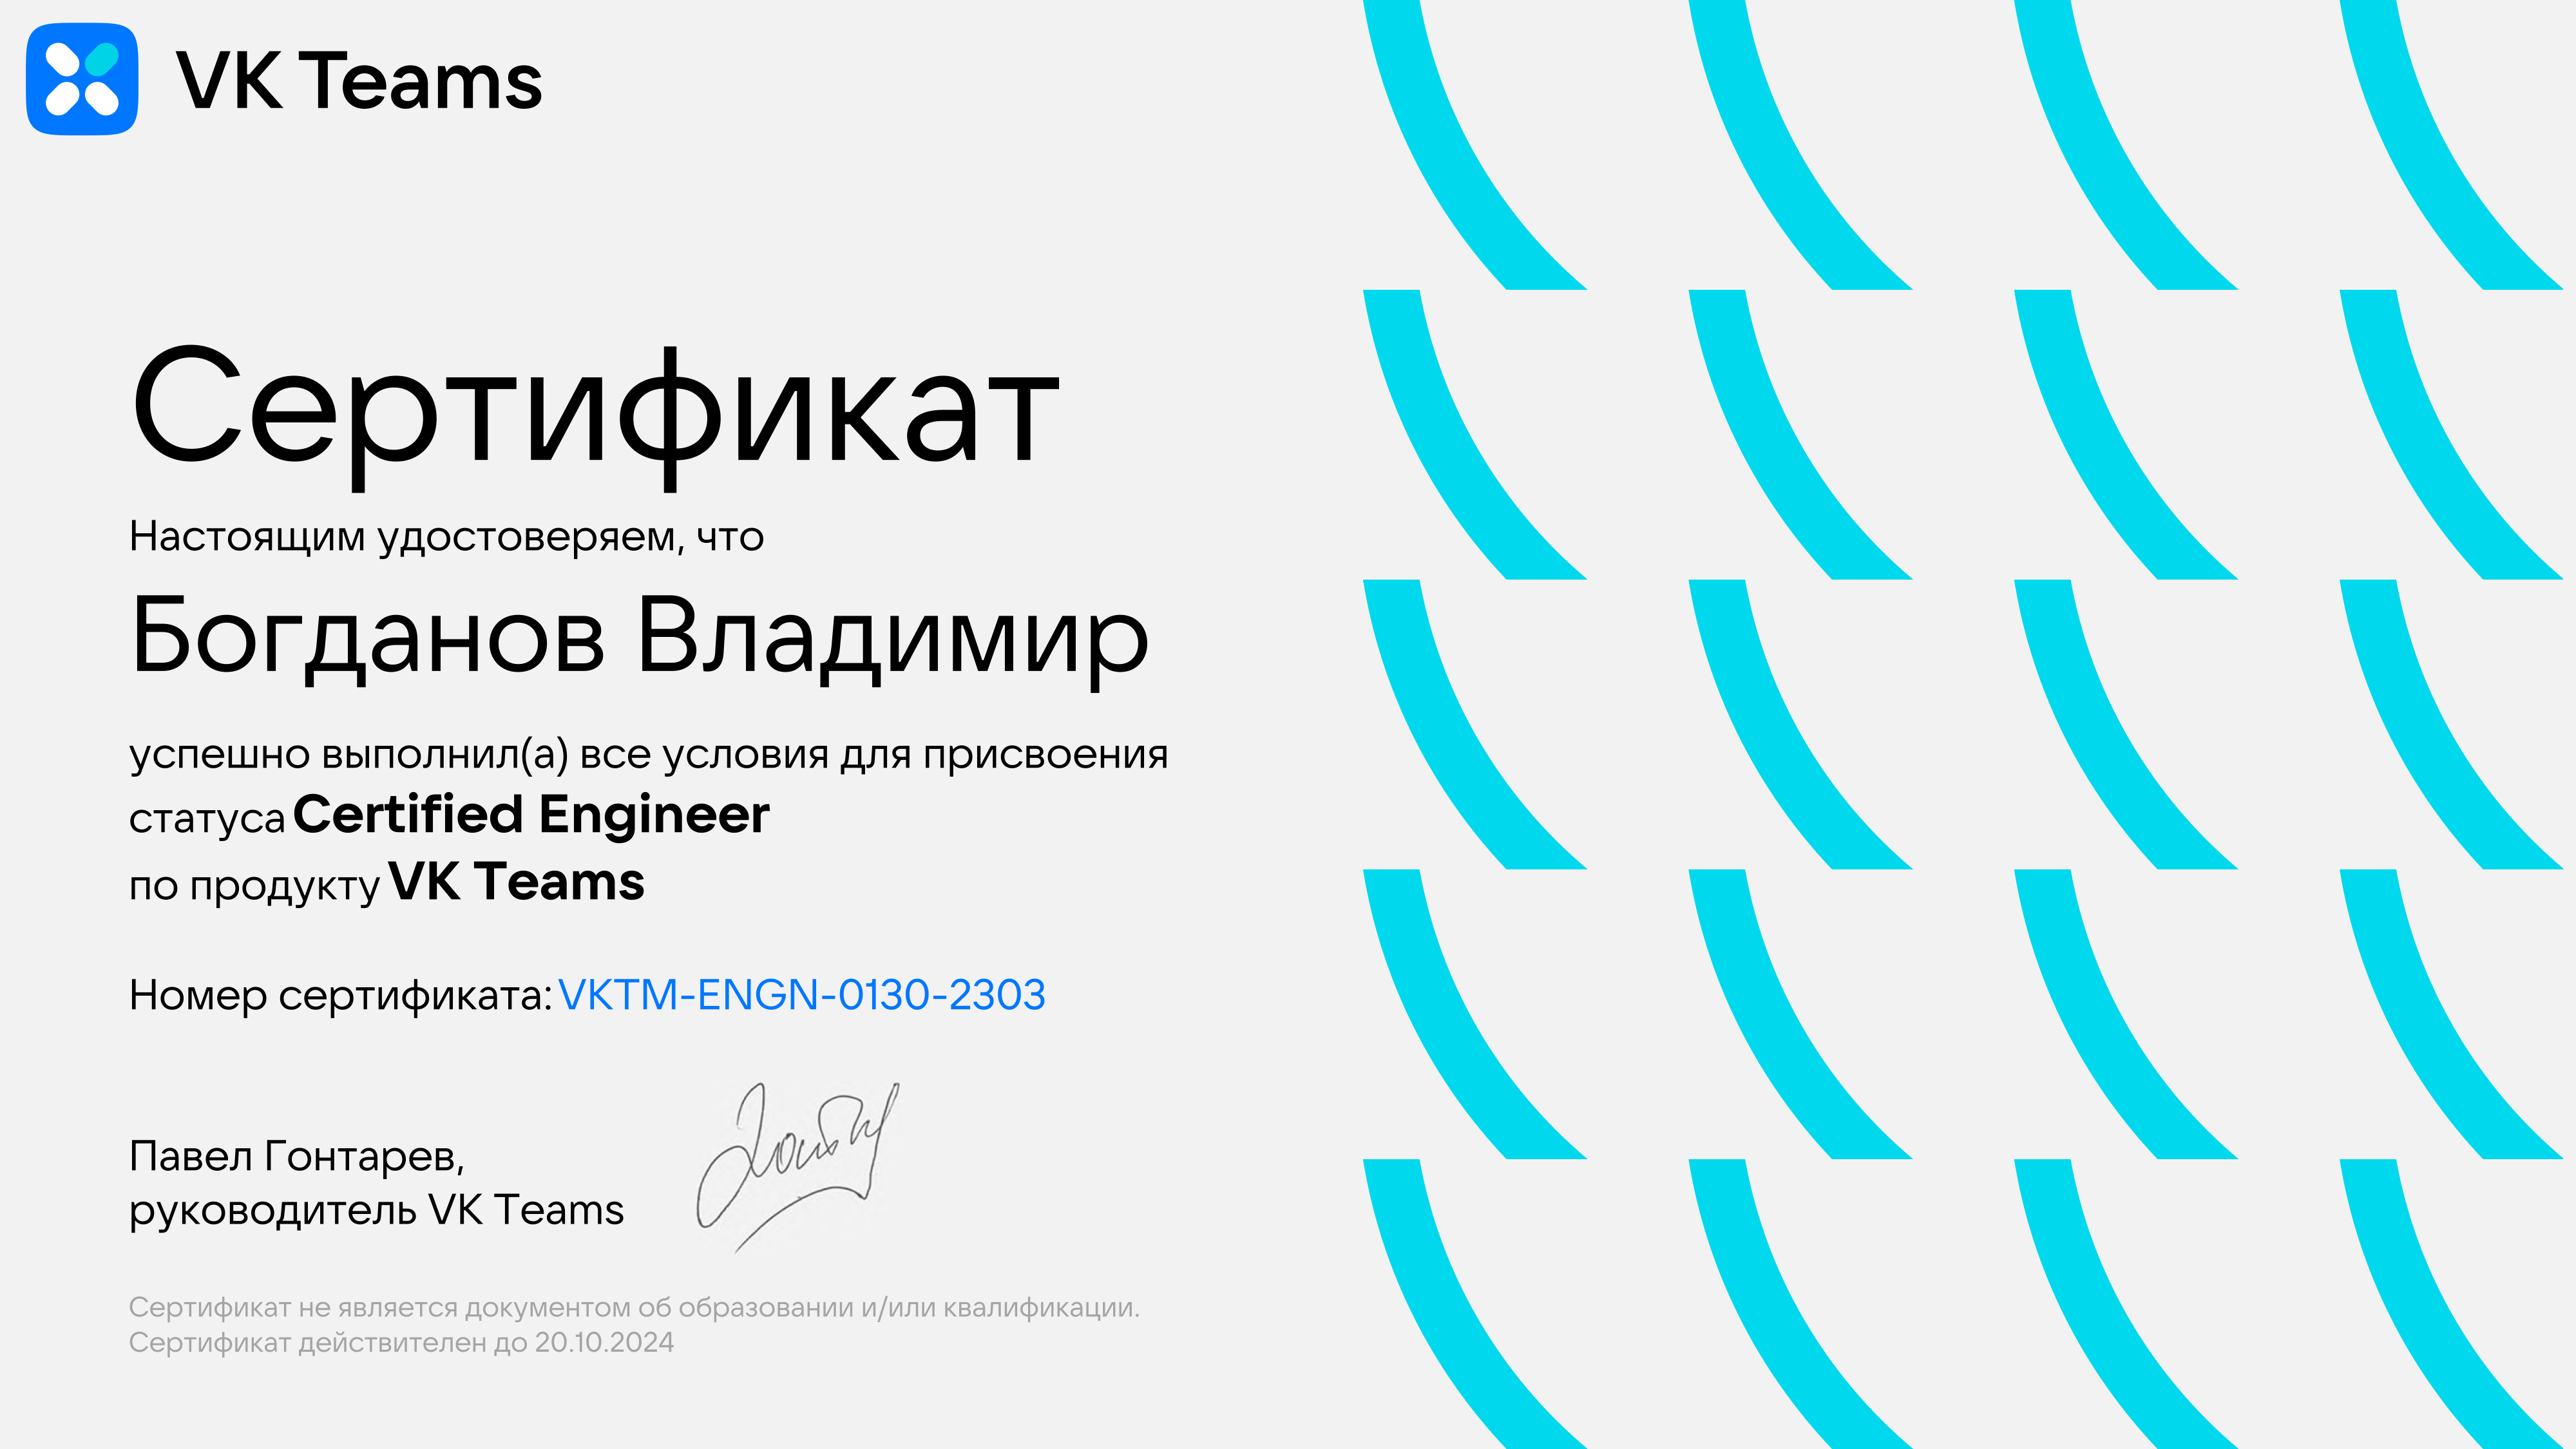 VK Teams
Сертификат
Настоящим удостоверяем, что
Богданов Владимир
успешно выполнил(а) все условия для присвоения
статуса Certified Engineer
по продукту VK Teams
Номер сертификата: VKTM-ENGN-0130-2303
Павел Гонтарев,
руководитель VK Teams
Сертификат не является документом об образовании и/или квалификации.
Сертификат действителен до 20.10.2024